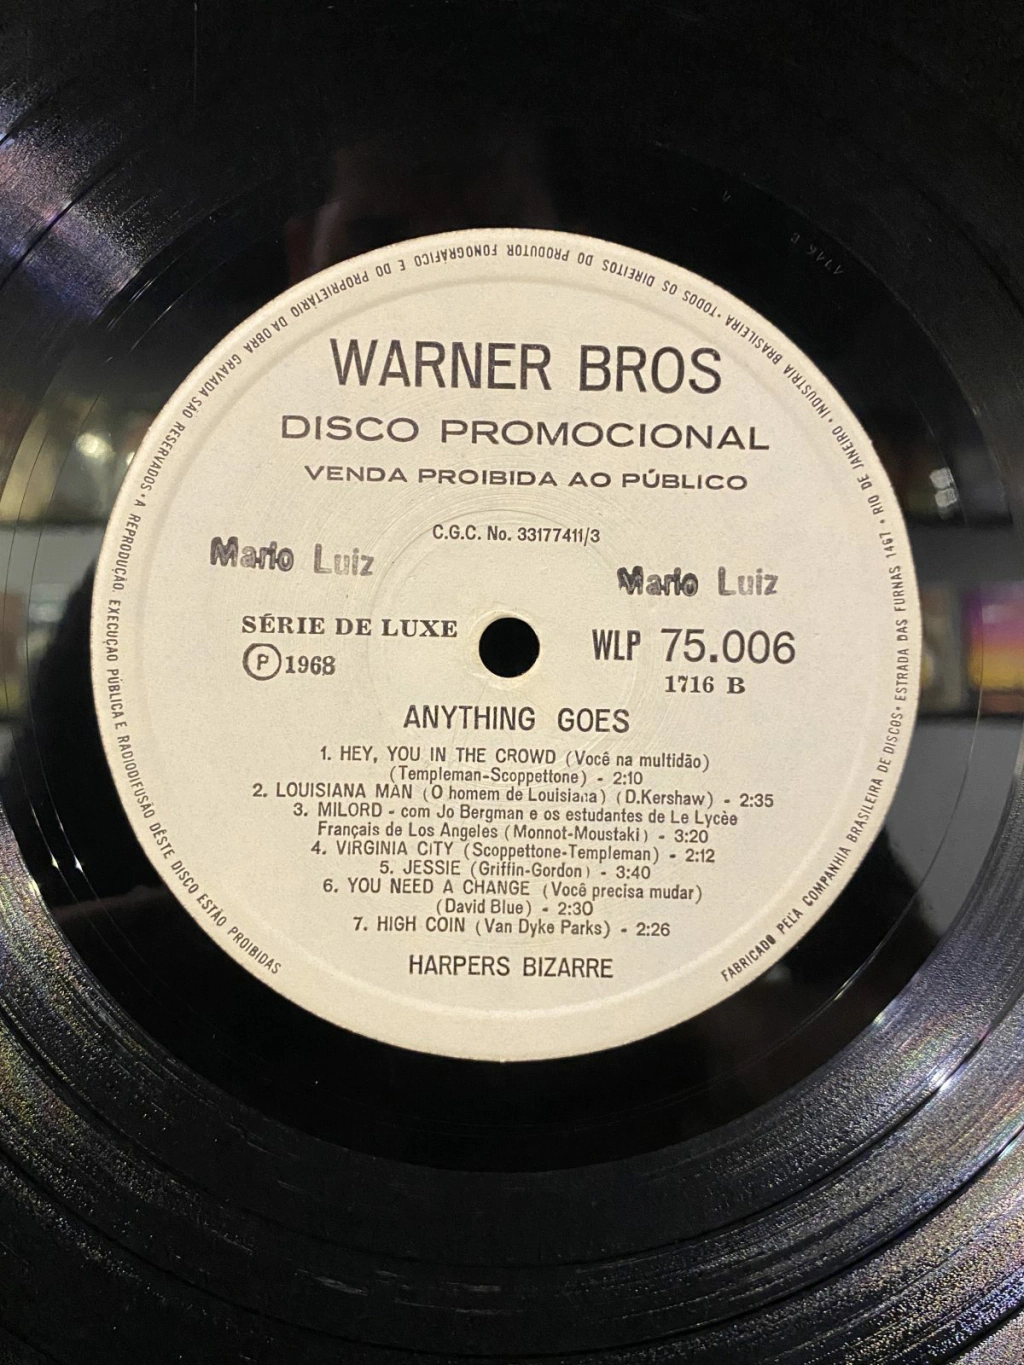 WARNER BROS
DISCO PROMOCIONAL
VENDA PROIBIDA AO PÚBLICO
C.G.C. No. 33177411/3
Mario Luiz
Mario Luiz
SÉRIE DE LUXE
WLP 75.006
Ⓟ 1968
1716 B
ANYTHING GOES
1. HEY, YOU IN THE CROWD (Você na multidão)
(Templeman-Scoppettone) - 2:10
2. LOUISIANA MAN (O homem de Louisiana) (D.Kershaw) - 2:35
3. MILORD - com Jo Bergman e os estudantes de Le Lycèe
Français de Los Angeles (Monnot-Moustaki) - 3:20
4. VIRGINIA CITY (Scoppettone-Templeman) - 2:12
5. JESSIE (Griffin-Gordon) - 3:40
6. YOU NEED A CHANGE (Você precisa mudar)
(David Blue) - 2:30
7. HIGH COIN (Van Dyke Parks) - 2:26
HARPERS BIZARRE
FABRICADO PELA COMPANHIA BRASILEIRA DE DISCOS • ESTRADA DAS FURNAS 1467 • RIO DE JANEIRO • INDUSTRIA BRASILEIRA • TODOS OS DIREITOS DO PRODUTOR FONOGRAFICO E DO PROPRIETARIO DA OBRA GRAVADA SÃO RESERVADOS • A REPRODUÇÃO, EXECUÇÃO PÚBLICA E RADIODIFUSÃO DÊSTE DISCO ESTÃO PROIBIDAS